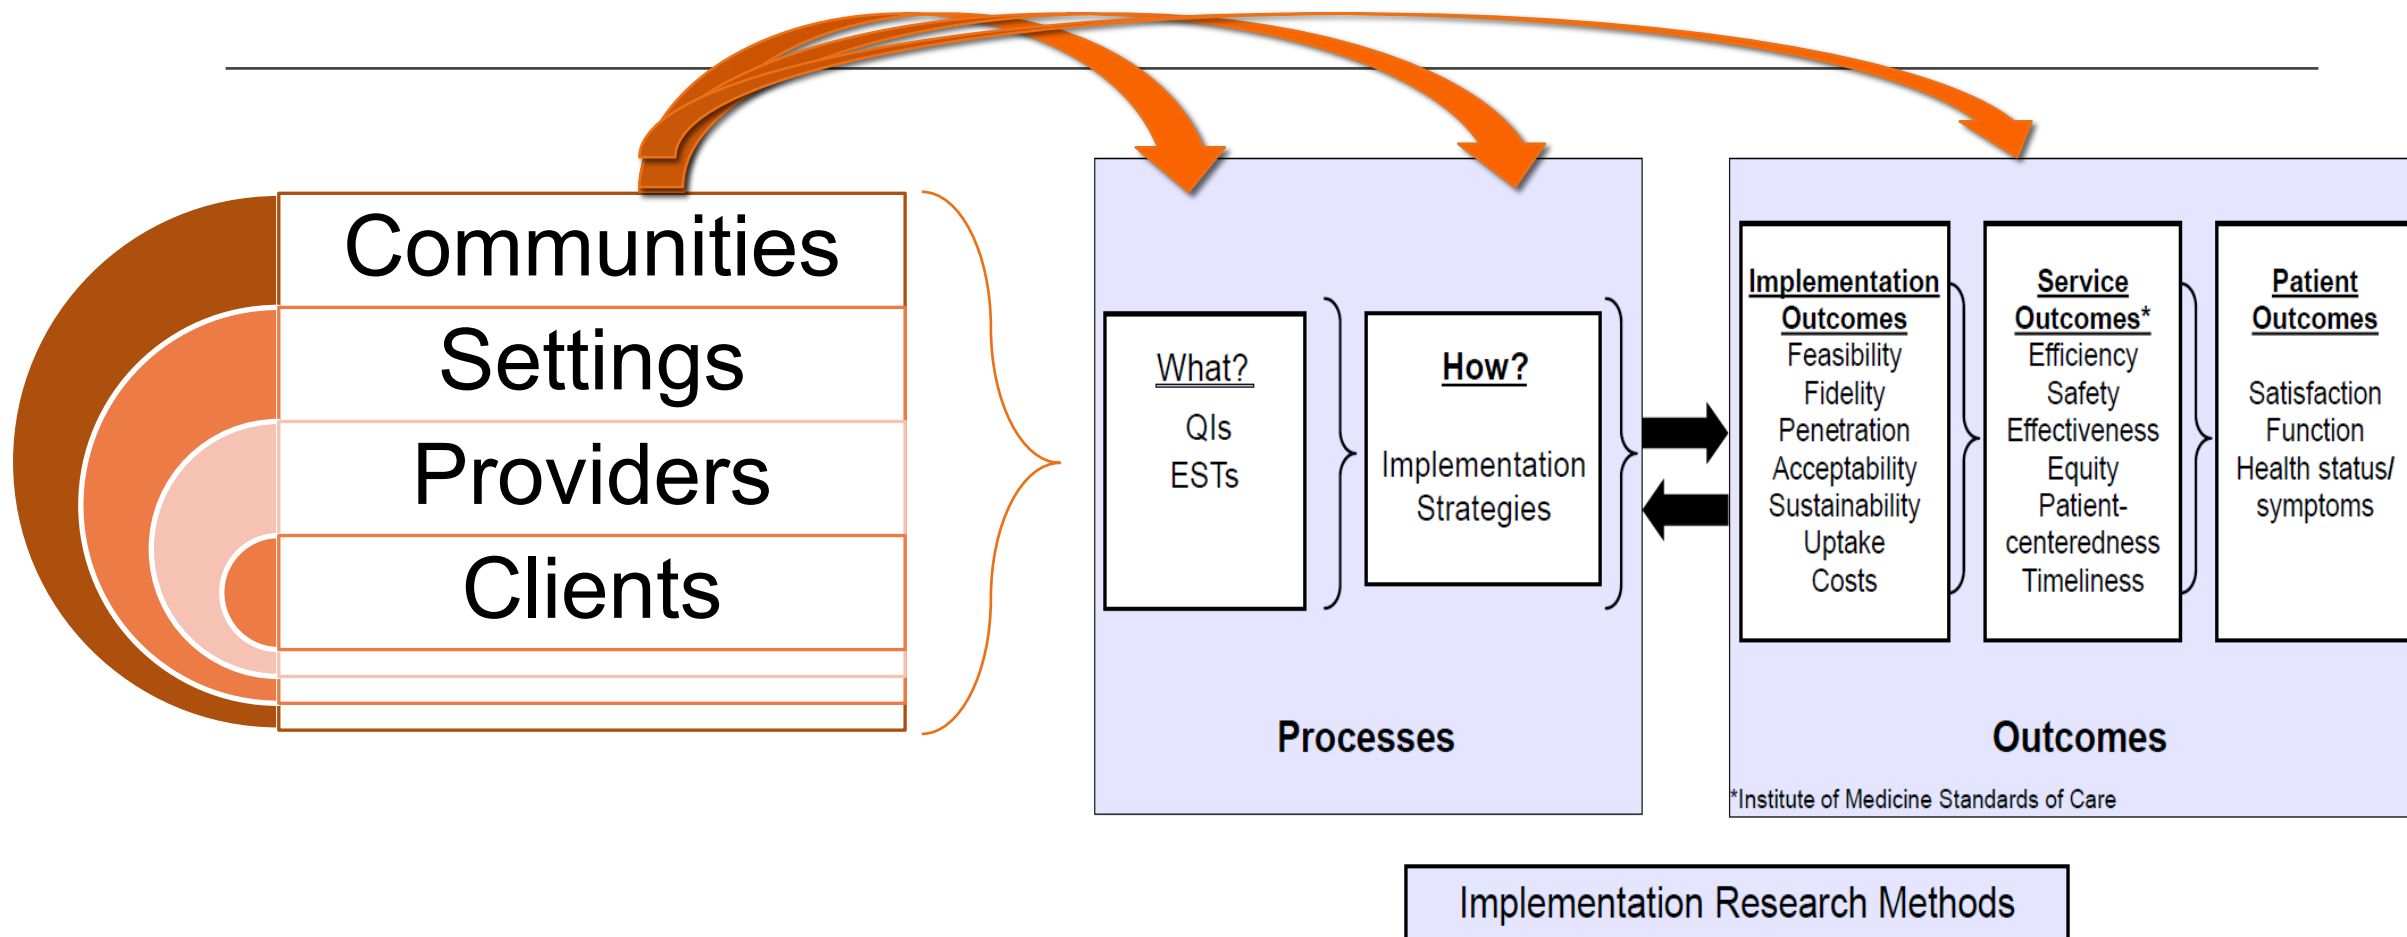 Communities
Settings
Providers
Clients
What?
QIs
ESTs
How?
Implementation
Strategies
Processes
Implementation
Outcomes
Feasibility
Fidelity
Penetration
Acceptability
Sustainability
Uptake
Costs
Service
Outcomes*
Efficiency
Safety
Effectiveness
Equity
Patient-
centeredness
Timeliness
Patient
Outcomes
Satisfaction
Function
Health status/
symptoms
Outcomes
*Institute of Medicine Standards of Care
Implementation Research Methods